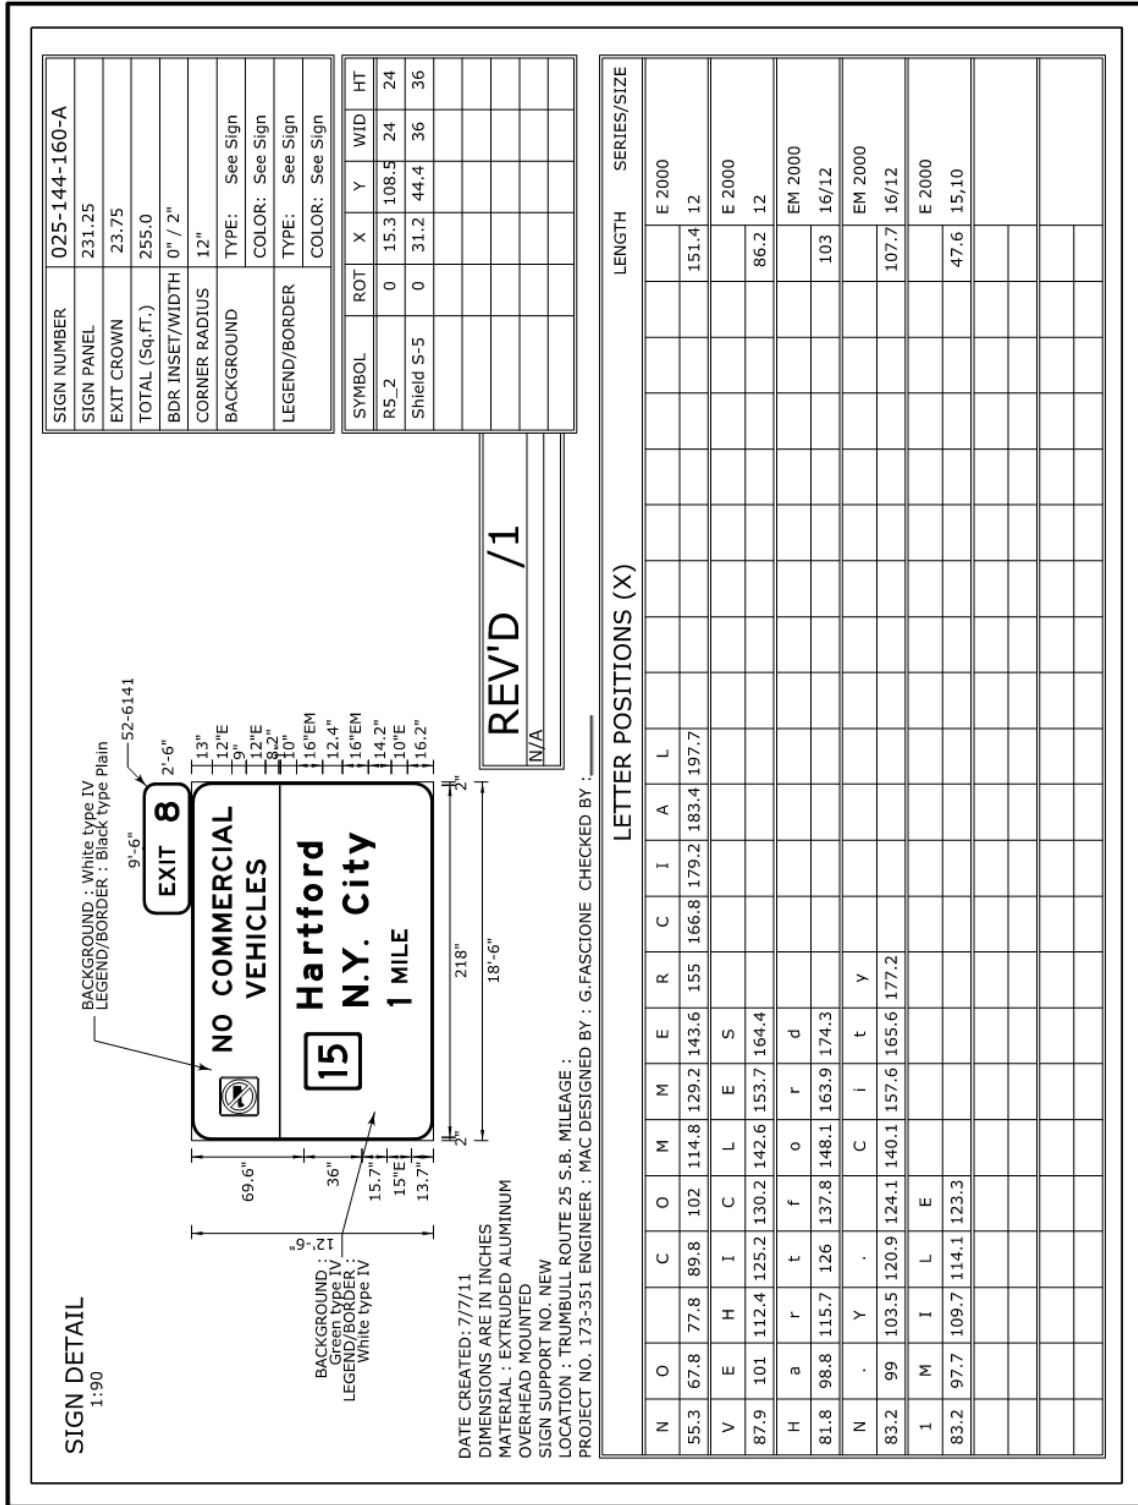 SIGN DETAIL
1:90
BACKGROUND : White type IV
LEGEND/BORDER : Black type Plain
52-6141
9'-6"
2'-6"
EXIT 8
NO COMMERCIAL
VEHICLES
15
Hartford
N.Y. City
1 MILE
13"
12"E
9"
12"E
8.2"
10"
16"EM
12.4"
16"EM
14.2"
10"E
16.2"
69.6"
36"
15.7"
15"E
13.7"
12'-6"
2"
218"
2"
18'-6"
BACKGROUND :
Green type IV
LEGEND/BORDER :
White type IV
DATE CREATED: 7/7/11
DIMENSIONS ARE IN INCHES
MATERIAL : EXTRUDED ALUMINUM
OVERHEAD MOUNTED
SIGN SUPPORT NO. NEW
LOCATION : TRUMBULL ROUTE 25 S.B. MILEAGE :
PROJECT NO. 173-351 ENGINEER : MAC DESIGNED BY : G.FASCIONE CHECKED BY :
REV'D /1
N/A
SIGN NUMBER 025-144-160-A
SIGN PANEL 231.25
EXIT CROWN 23.75
TOTAL (Sq.fT.) 255.0
BDR INSET/WIDTH 0" / 2"
CORNER RADIUS 12"
BACKGROUND TYPE: See Sign
COLOR: See Sign
LEGEND/BORDER TYPE: See Sign
COLOR: See Sign
SYMBOL ROT X Y WID HT
R5_2 0 15.3 108.5 24 24
Shield S-5 0 31.2 44.4 36 36
LETTER POSITIONS (X) LENGTH SERIES/SIZE
N O C O M M E R C I A L E 2000
55.3 67.8 77.8 89.8 102 114.8 129.2 143.6 155 166.8 179.2 183.4 197.7 151.4 12
V E H I C L E S E 2000
87.9 101 112.4 125.2 130.2 142.6 153.7 164.4 86.2 12
H a r t f o r d EM 2000
81.8 98.8 115.7 126 137.8 148.1 163.9 174.3 103 16/12
N . Y . C i t y EM 2000
83.2 99 103.5 120.9 124.1 140.1 157.6 165.6 177.2 107.7 16/12
1 M I L E E 2000
83.2 97.7 109.7 114.1 123.3 47.6 15,10